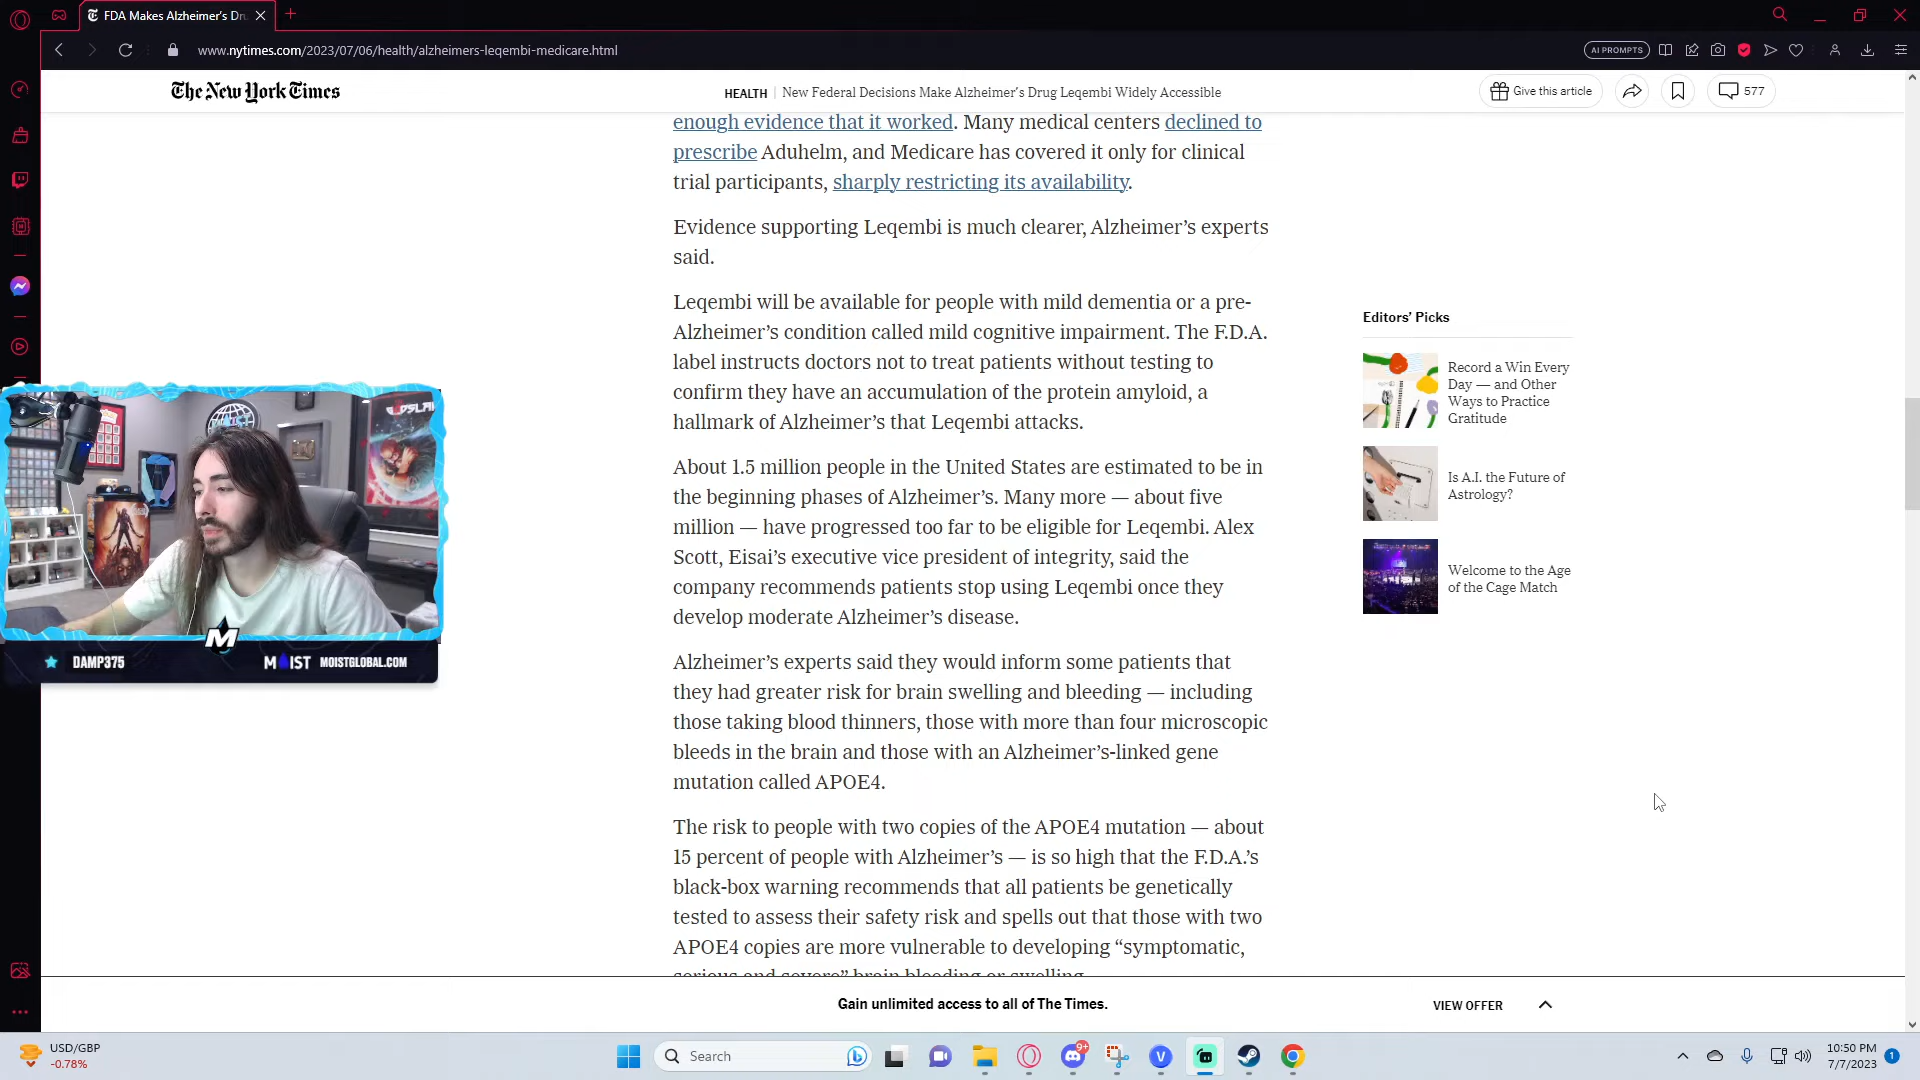 FDA Makes Alzheimer's Dr
www.nytimes.com/2023/07/06/health/alzheimers-leqembi-medicare.html
AI PROMPTS
The New York Times
HEALTH | New Federal Decisions Make Alzheimer's Drug Leqembi Widely Accessible
Give this article
577
enough evidence that it worked. Many medical centers declined to
prescribe Aduhelm, and Medicare has covered it only for clinical
trial participants, sharply restricting its availability.
Evidence supporting Leqembi is much clearer, Alzheimer's experts
said.
Leqembi will be available for people with mild dementia or a pre-
Alzheimer's condition called mild cognitive impairment. The F.D.A.
label instructs doctors not to treat patients without testing to
confirm they have an accumulation of the protein amyloid, a
hallmark of Alzheimer's that Leqembi attacks.
About 1.5 million people in the United States are estimated to be in
the beginning phases of Alzheimer's. Many more — about five
million — have progressed too far to be eligible for Leqembi. Alex
Scott, Eisai's executive vice president of integrity, said the
company recommends patients stop using Leqembi once they
develop moderate Alzheimer's disease.
Alzheimer's experts said they would inform some patients that
they had greater risk for brain swelling and bleeding — including
those taking blood thinners, those with more than four microscopic
bleeds in the brain and those with an Alzheimer's-linked gene
mutation called APOE4.
The risk to people with two copies of the APOE4 mutation — about
15 percent of people with Alzheimer's — is so high that the F.D.A.'s
black-box warning recommends that all patients be genetically
tested to assess their safety risk and spells out that those with two
APOE4 copies are more vulnerable to developing “symptomatic,
serious and severe” brain bleeding or swelling.
Editors' Picks
Record a Win Every
Day — and Other
Ways to Practice
Gratitude
Is A.I. the Future of
Astrology?
Welcome to the Age
of the Cage Match
M
DAMP375
MOIST
MOISTGLOBAL.COM
Gain unlimited access to all of The Times.
VIEW OFFER
USD/GBP
-0.78%
Search
9+
V
10:50 PM
7/7/2023
1